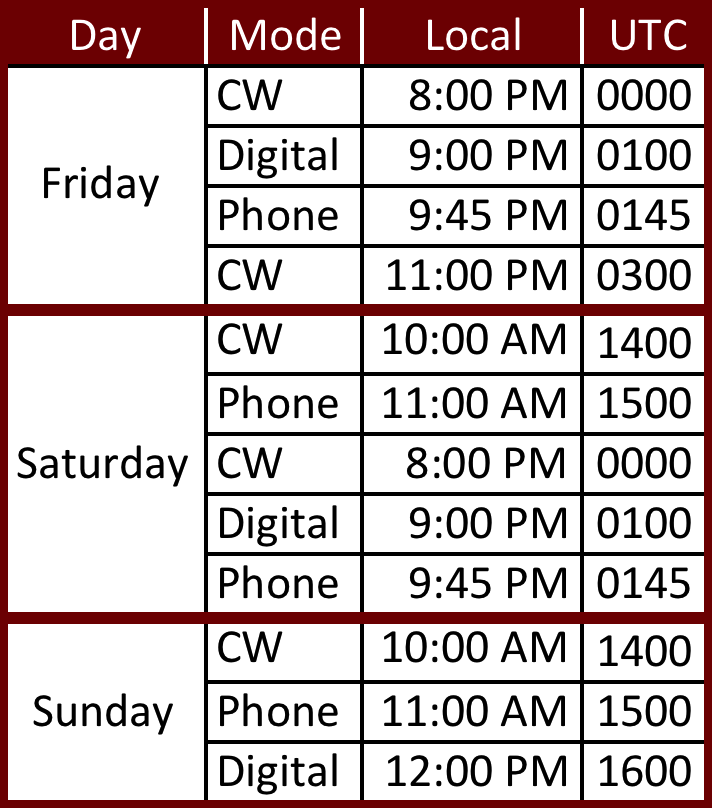 Day Mode Local UTC
Friday CW 8:00 PM 0000
Digital 9:00 PM 0100
Phone 9:45 PM 0145
CW 11:00 PM 0300
Saturday CW 10:00 AM 1400
Phone 11:00 AM 1500
CW 8:00 PM 0000
Digital 9:00 PM 0100
Phone 9:45 PM 0145
Sunday CW 10:00 AM 1400
Phone 11:00 AM 1500
Digital 12:00 PM 1600